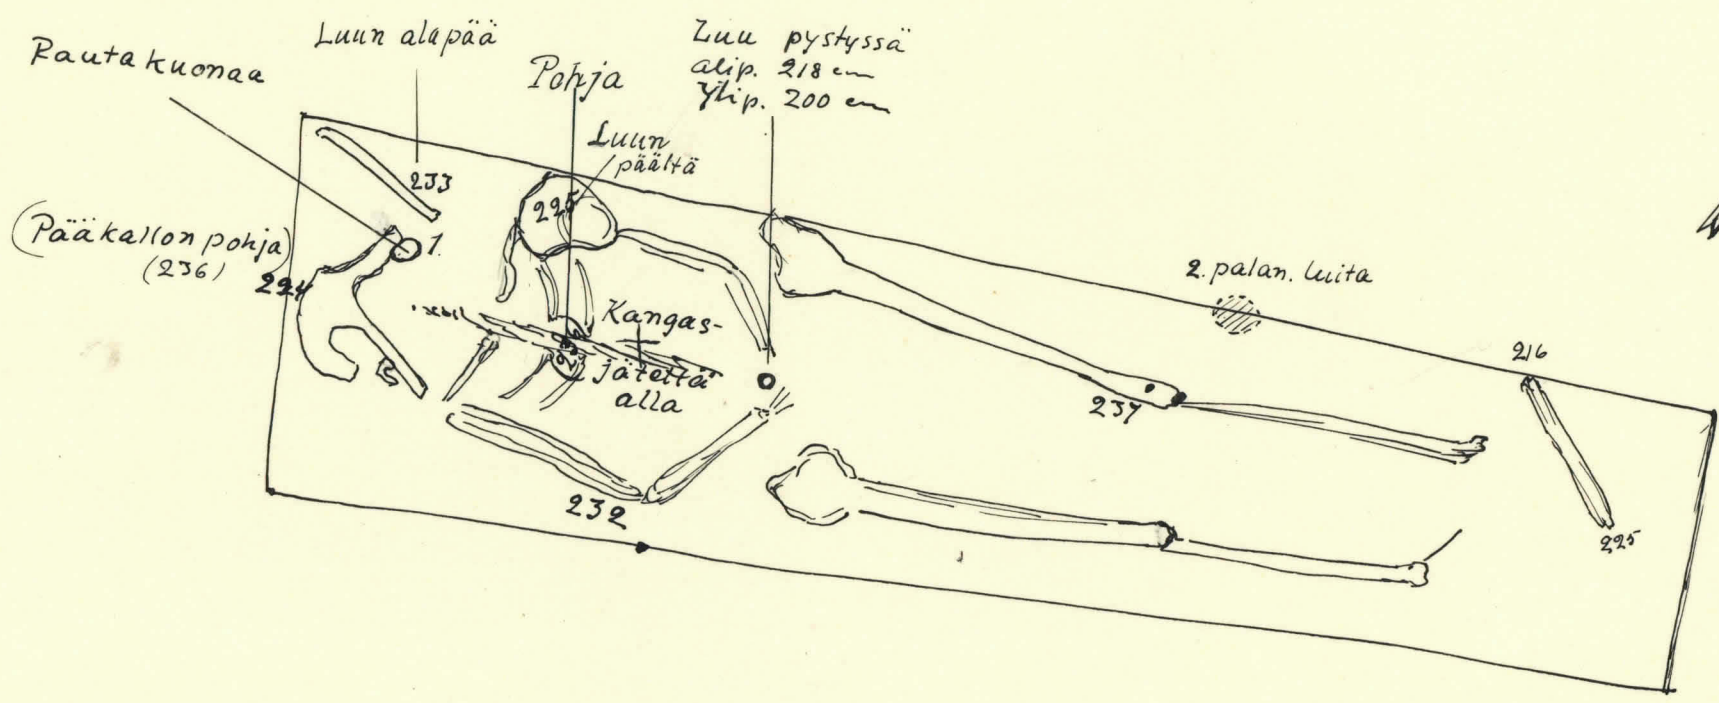 Rautakuonaa
Luun alapää
Pohja
Luu pystyssä
alip. 218 cm
Ylip. 200 cm
Luun
päältä
233
225
1.
(Pääkallon pohja)
(236)
224
2. palan. luita
Kangas-
jätettä
alla
216
237
232
225